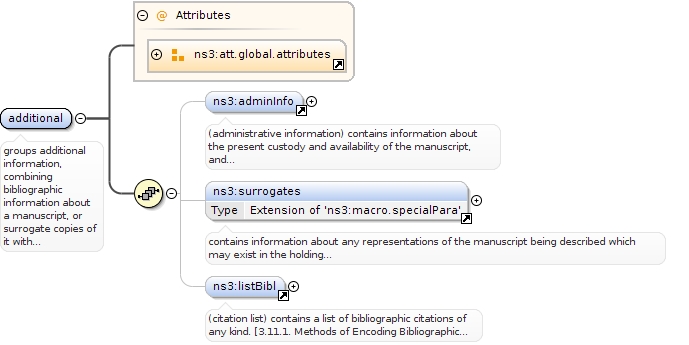 @ Attributes
ns3:att.global.attributes
additional
groups additional
information,
combining
bibliographic
information about
a manuscript, or
surrogate copies of
it with...
ns3:adminInfo
(administrative information) contains information about
the present custody and availability of the manuscript,
and...
ns3:surrogates
Type Extension of 'ns3:macro.specialPara'
contains information about any representations of the manuscript being described which
may exist in the holding...
ns3:listBibl
(citation list) contains a list of bibliographic citations of
any kind. [3.11.1. Methods of Encoding Bibliographic...